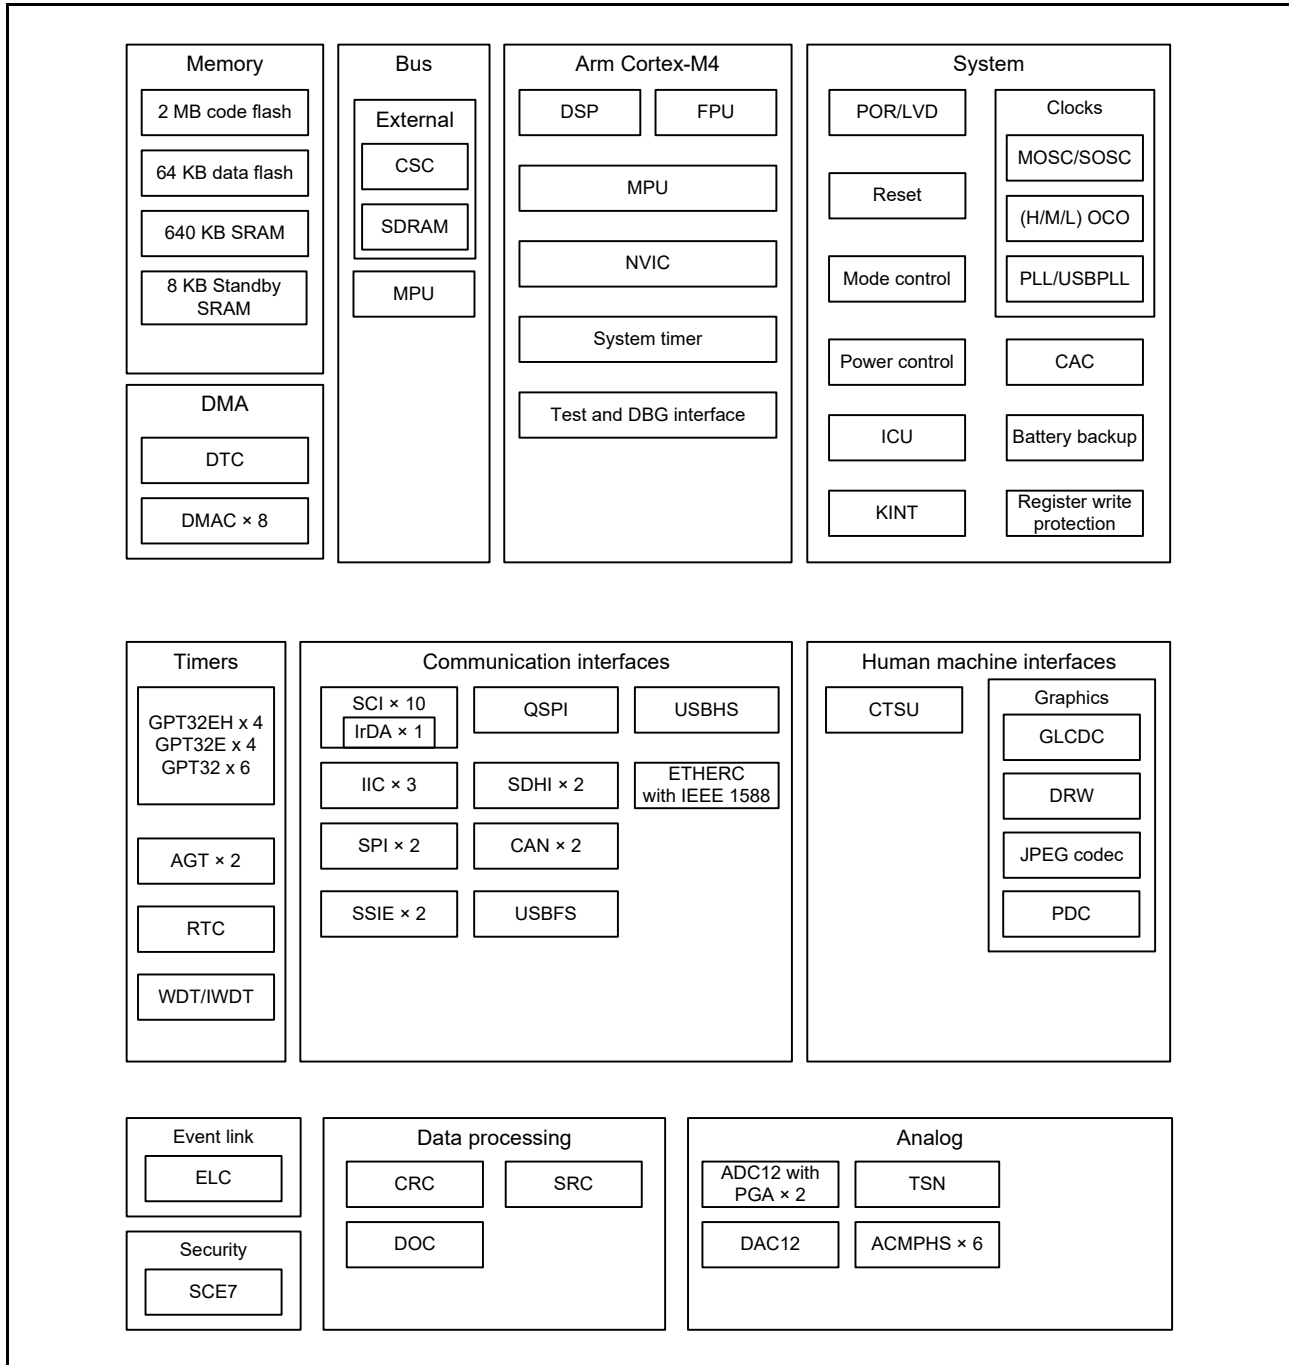 Memory
2 MB code flash
64 KB data flash
640 KB SRAM
8 KB Standby
SRAM
DMA
DTC
DMAC × 8
Bus
External
CSC
SDRAM
MPU
Arm Cortex-M4
DSP
FPU
MPU
NVIC
System timer
Test and DBG interface
System
POR/LVD
Reset
Mode control
Power control
ICU
KINT
Clocks
MOSC/SOSC
(H/M/L) OCO
PLL/USBPLL
CAC
Battery backup
Register write
protection
Timers
GPT32EH x 4
GPT32E x 4
GPT32 x 6
AGT × 2
RTC
WDT/IWDT
Communication interfaces
SCI × 10
IrDA × 1
IIC × 3
SPI × 2
SSIE × 2
QSPI
SDHI × 2
CAN × 2
USBFS
USBHS
ETHERC
with IEEE 1588
Human machine interfaces
CTSU
Graphics
GLCDC
DRW
JPEG codec
PDC
Event link
ELC
Security
SCE7
Data processing
CRC
SRC
DOC
Analog
ADC12 with
PGA × 2
TSN
DAC12
ACMPHS × 6